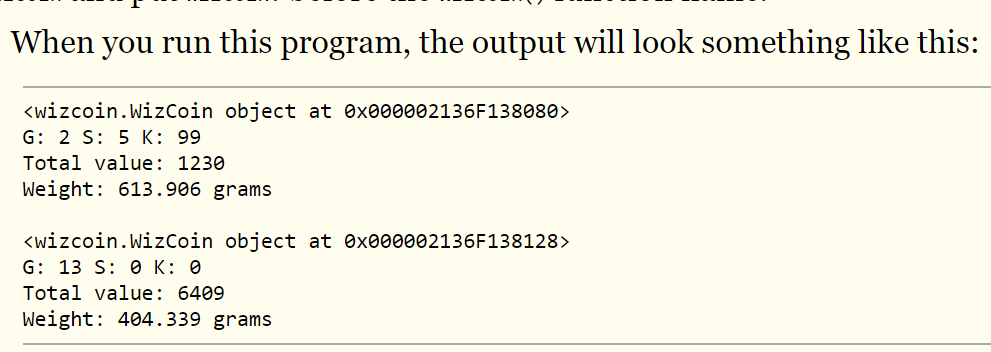 When you run this program, the output will look something like this:
<wizcoin.WizCoin object at 0x000002136F138080>
G: 2 S: 5 K: 99
Total value: 1230
Weight: 613.906 grams
<wizcoin.WizCoin object at 0x000002136F138128>
G: 13 S: 0 K: 0
Total value: 6409
Weight: 404.339 grams